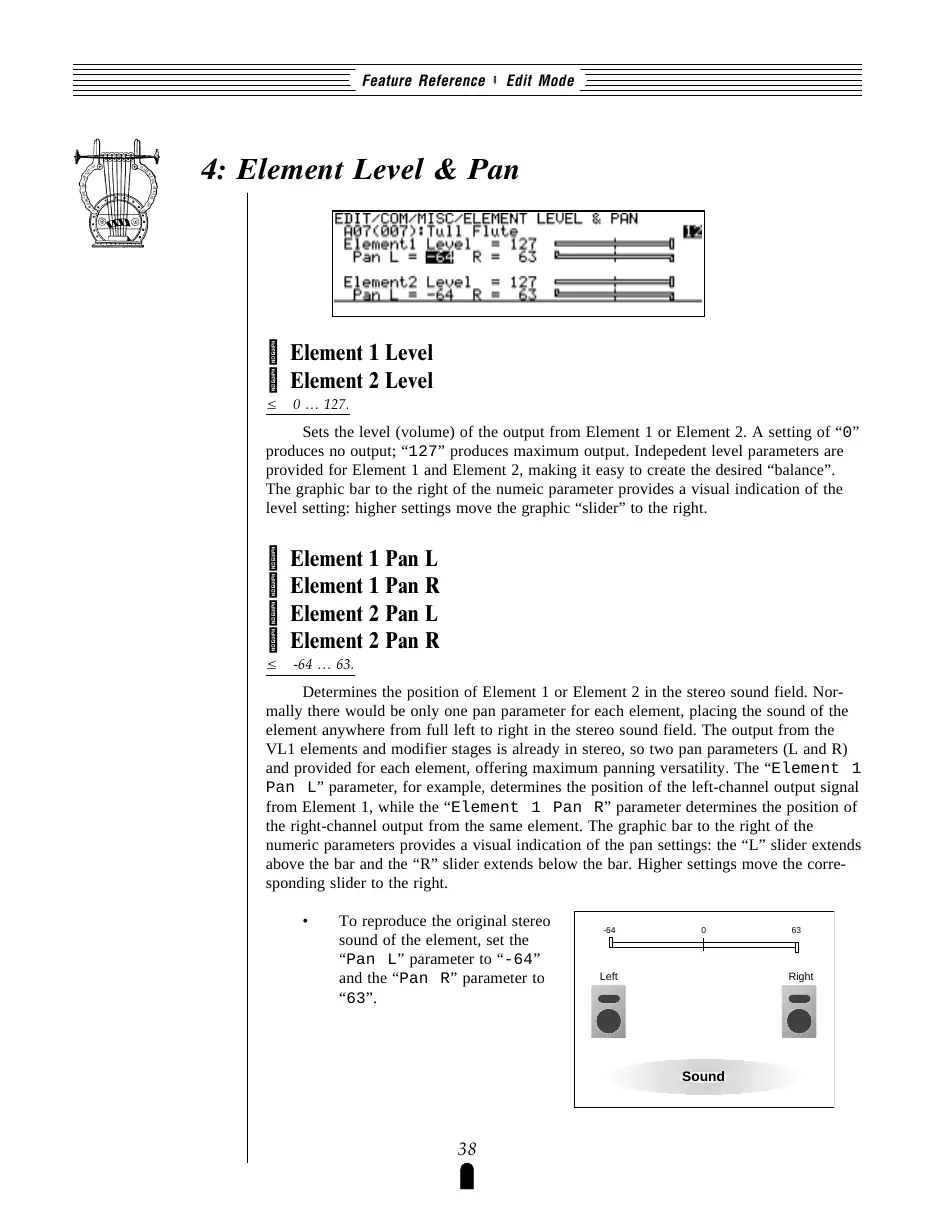 Feature Reference Edit Mode
4: Element Level & Pan
EDIT/COM/MISC/ELEMENT LEVEL & PAN
A07(007):Tull Flute 12
Element1 Level = 127
Pan L = -64 R = 63
Element2 Level = 127
Pan L = -64 R = 63
Element 1 Level
Element 2 Level
≤ 0 … 127.
Sets the level (volume) of the output from Element 1 or Element 2. A setting of “0”
produces no output; “127” produces maximum output. Indepedent level parameters are
provided for Element 1 and Element 2, making it easy to create the desired “balance”.
The graphic bar to the right of the numeic parameter provides a visual indication of the
level setting: higher settings move the graphic “slider” to the right.
Element 1 Pan L
Element 1 Pan R
Element 2 Pan L
Element 2 Pan R
≤ -64 … 63.
Determines the position of Element 1 or Element 2 in the stereo sound field. Nor-
mally there would be only one pan parameter for each element, placing the sound of the
element anywhere from full left to right in the stereo sound field. The output from the
VL1 elements and modifier stages is already in stereo, so two pan parameters (L and R)
and provided for each element, offering maximum panning versatility. The “Element 1
Pan L” parameter, for example, determines the position of the left-channel output signal
from Element 1, while the “Element 1 Pan R” parameter determines the position of
the right-channel output from the same element. The graphic bar to the right of the
numeric parameters provides a visual indication of the pan settings: the “L” slider extends
above the bar and the “R” slider extends below the bar. Higher settings move the corre-
sponding slider to the right.
• To reproduce the original stereo
sound of the element, set the
“Pan L” parameter to “-64”
and the “Pan R” parameter to
“63”.
-64 0 63
Left Right
Sound
38